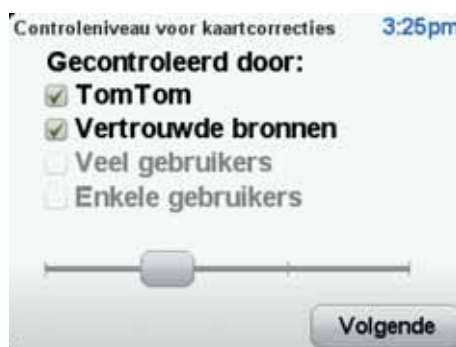 Controleniveau voor kaartcorrecties 3:25pm
Gecontroleerd door:
TomTom
Vertrouwde bronnen
Veel gebruikers
Enkele gebruikers
Volgende